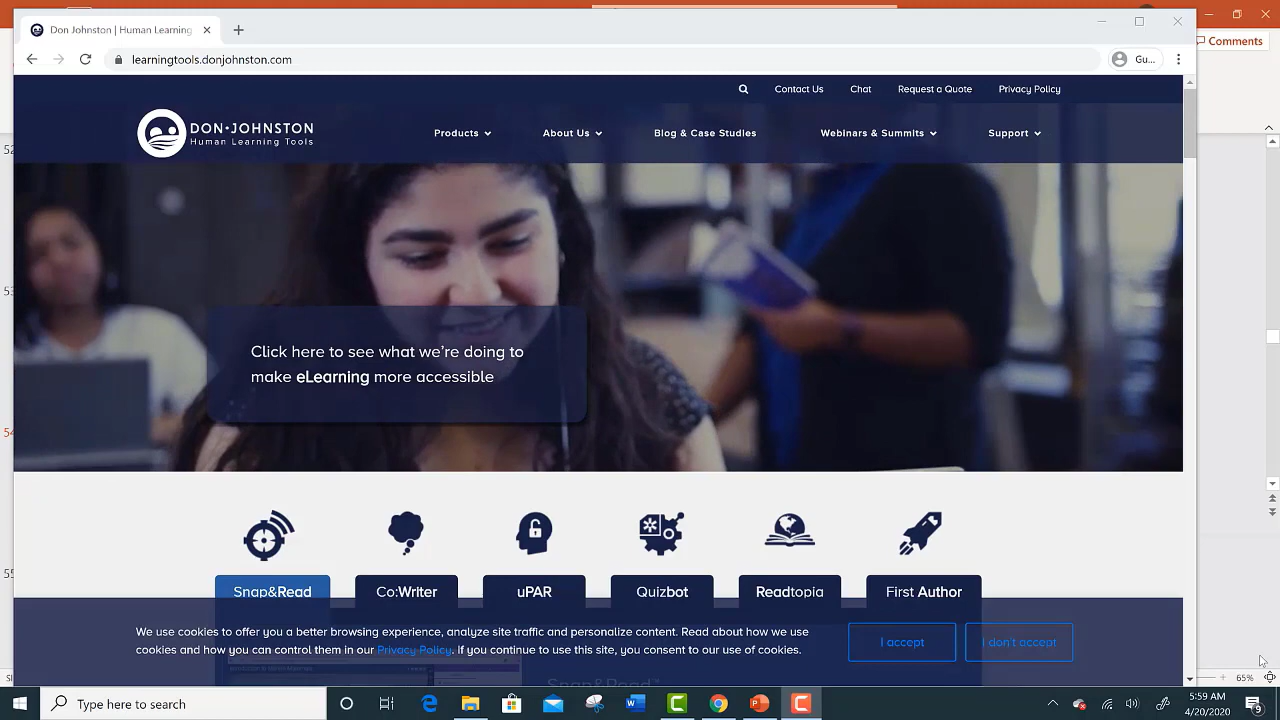 Don Johnston | Human Learning
Comments
learningtools.donjohnston.com
Gu...
Contact Us
Chat
Request a Quote
Privacy Policy
DON•JOHNSTON
Human Learning Tools
Products
About Us
Blog & Case Studies
Webinars & Summits
Support
Click here to see what we're doing to
make eLearning more accessible
Snap&Read
Co:Writer
uPAR
Quizbot
Readtopia
First Author
We use cookies to offer you a better browsing experience, analyze site traffic and personalize content. Read about how we use
cookies and how you can control them in our Privacy Policy. If you continue to use this site, you consent to our use of cookies.
I accept
I don't accept
Snap&Read™
65%
Type here to search
5:59 AM
4/20/2020